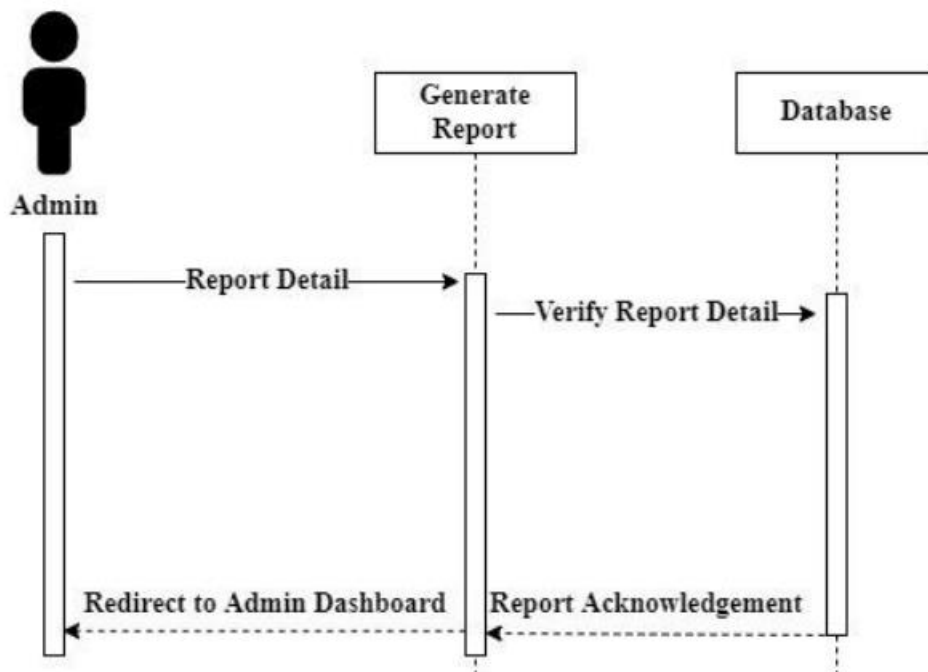 Generate
Report
Database
Admin
Report Detail
Verify Report Detail
Redirect to Admin Dashboard
Report Acknowledgement